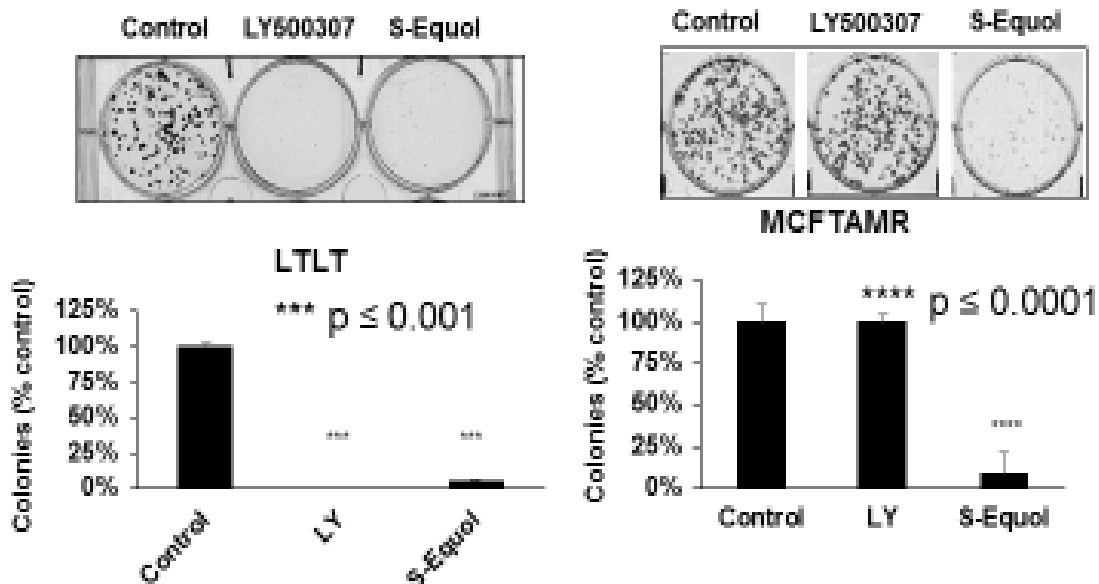 Control LY500307 S-Equol
LTLT
*** p ≤ 0.001
Colonies (% control)
125%
100%
75%
50%
25%
0%
*** ***
Control LY S-Equol
Control LY500307 S-Equol
MCFTAMR
**** p ≤ 0.0001
Colonies (% control)
125%
100%
75%
50%
25%
0%
****
Control LY S-Equol